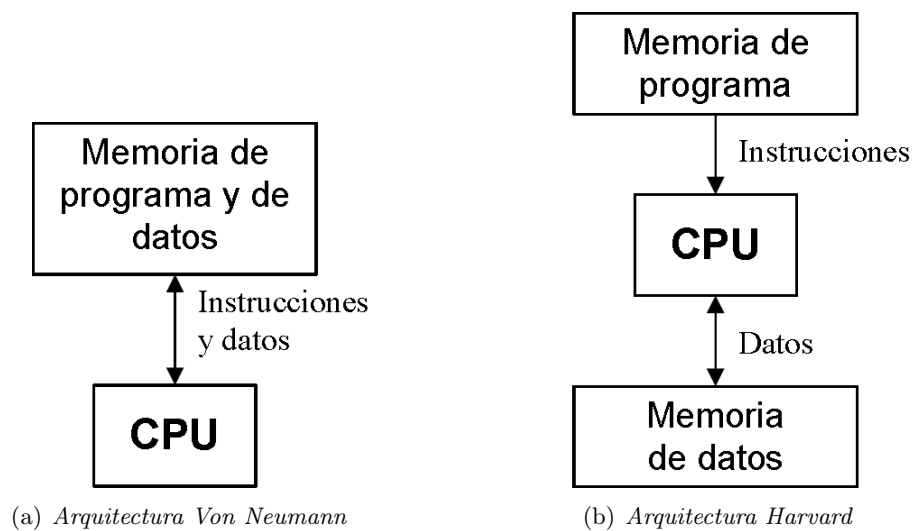 Memoria de
programa y de
datos
Instrucciones
y datos
CPU
(a) Arquitectura Von Neumann
Memoria de
programa
Instrucciones
CPU
Datos
Memoria
de datos
(b) Arquitectura Harvard